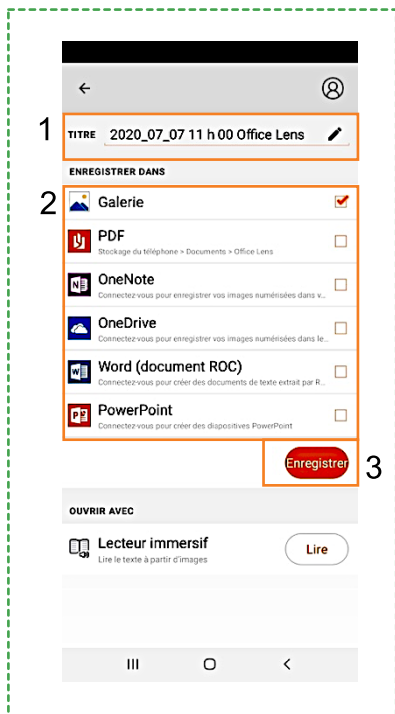 1
TITRE 2020_07_07 11 h 00 Office Lens
ENREGISTRER DANS
2
Galerie
PDF
Stockage du téléphone > Documents > Office Lens
OneNote
Connectez-vous pour enregistrer vos images numérisées dans v...
OneDrive
Connectez-vous pour enregistrer vos images numérisées dans le...
Word (document ROC)
Connectez-vous pour créer des documents de texte extrait par R...
PowerPoint
Connectez-vous pour créer des diapositives PowerPoint
Enregistrer
3
OUVRIR AVEC
Lecteur immersif
Lire le texte à partir d'images
Lire